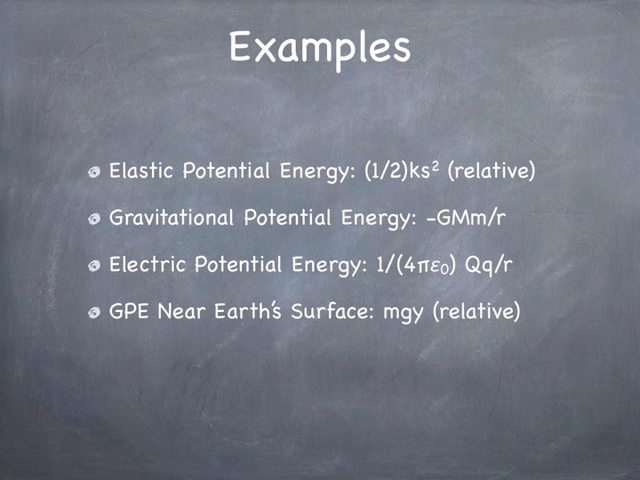 Examples
Elastic Potential Energy: (1/2)ks² (relative)
Gravitational Potential Energy: -GMm/r
Electric Potential Energy: 1/(4πε₀) Qq/r
GPE Near Earth's Surface: mgy (relative)